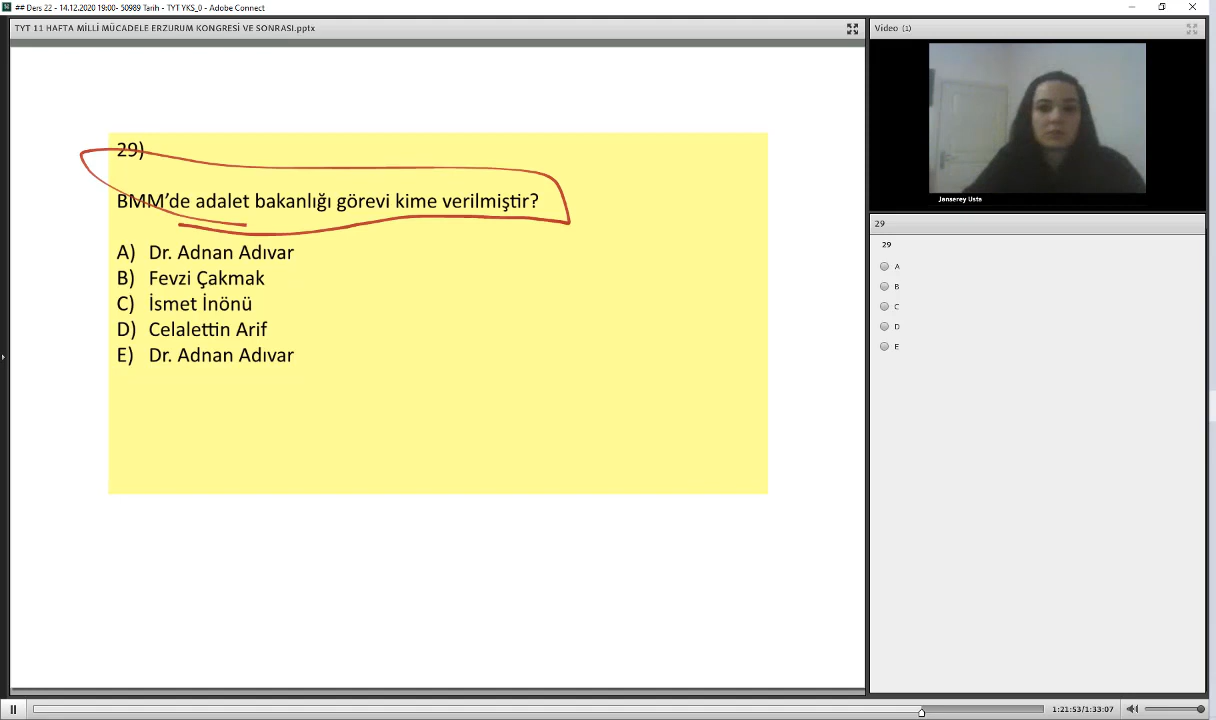 ## Ders 22 - 14.12.2020 19:00- 50989 Tarih - TYT YKS_0 - Adobe Connect
TYT 11 HAFTA MİLLİ MÜCADELE ERZURUM KONGRESİ VE SONRASI.pptx
Video (1)
29)
BMM’de adalet bakanlığı görevi kime verilmiştir?
A) Dr. Adnan Adıvar
B) Fevzi Çakmak
C) İsmet İnönü
D) Celalettin Arif
E) Dr. Adnan Adıvar
Janserey Usta
29
29
A
B
C
D
E
1:21:53/1:33:07